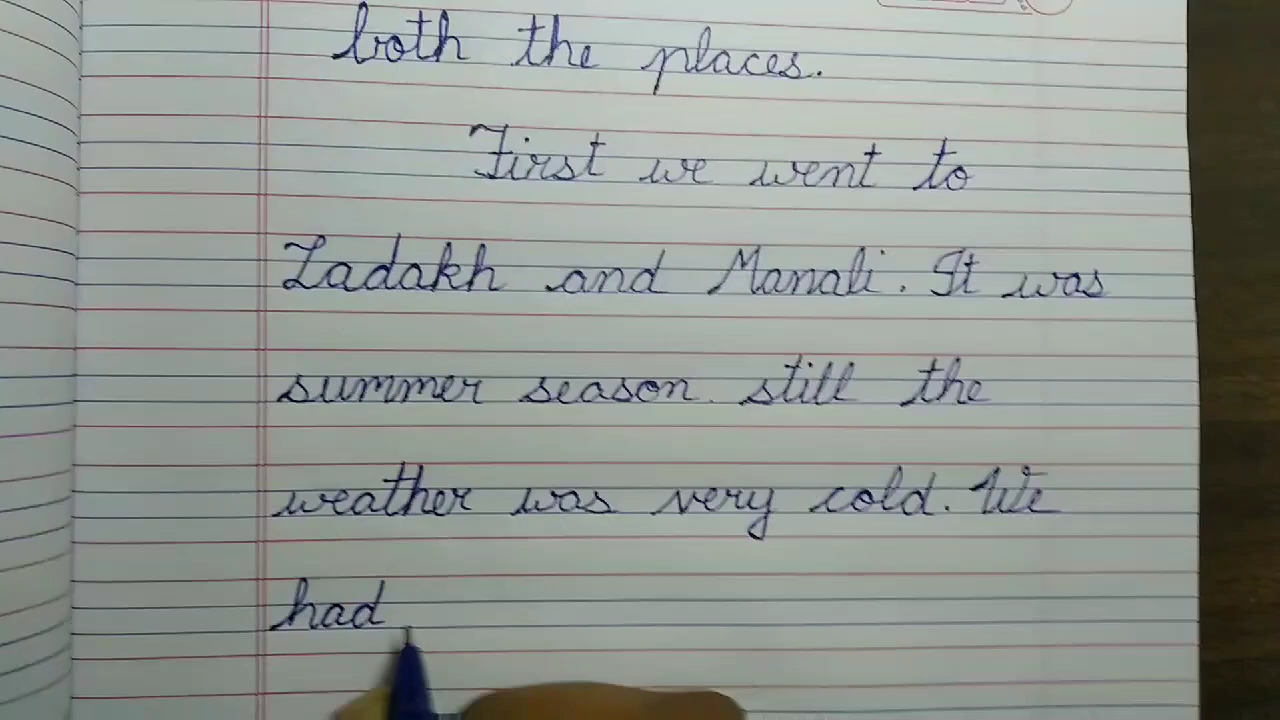 both the places.
First we went to
Ladakh and Manali. It was
summer season still the
weather was very cold. We
had